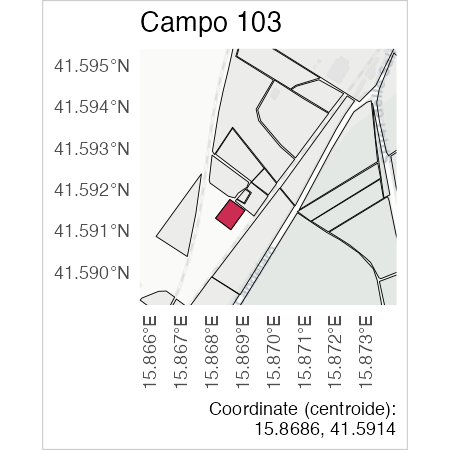 Campo 103
41.595°N
41.594°N
41.593°N
41.592°N
41.591°N
41.590°N
15.866°E
15.867°E
15.868°E
15.869°E
15.870°E
15.871°E
15.872°E
15.873°E
Coordinate (centroide):
15.8686, 41.5914